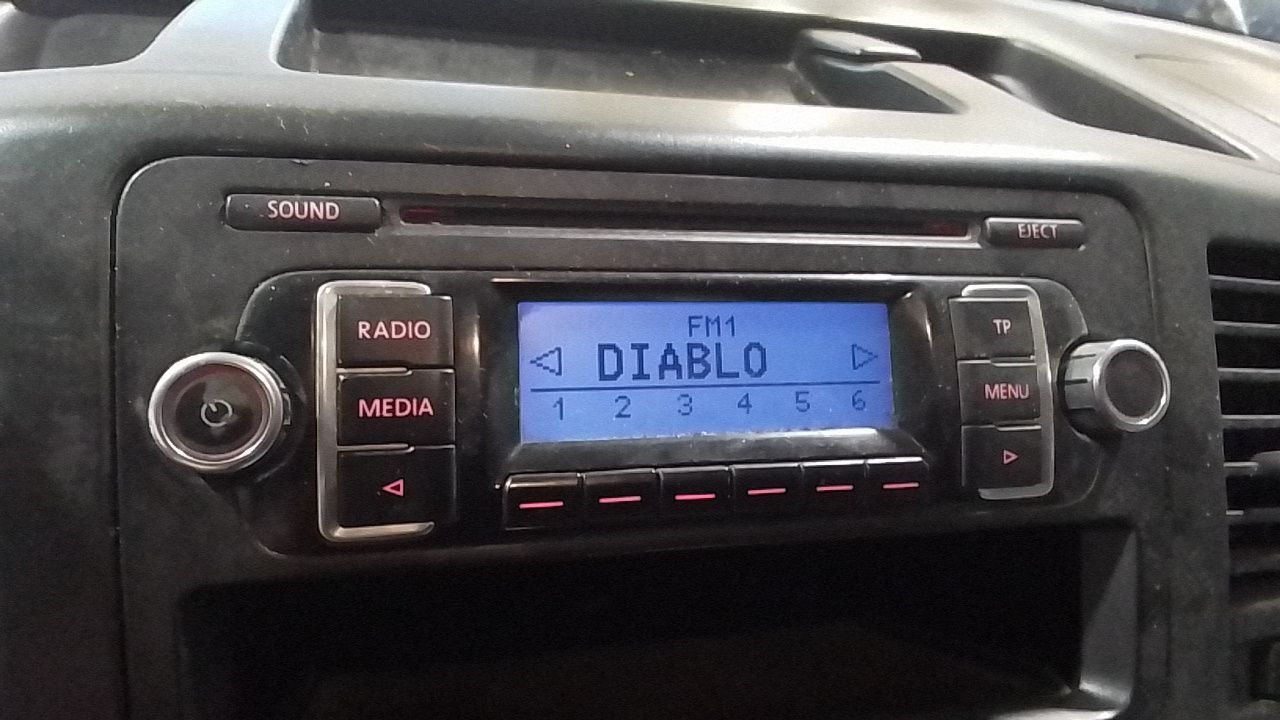 SOUND
EJECT
RADIO
MEDIA
FM1
DIABLO
1 2 3 4 5 6
TP
MENU